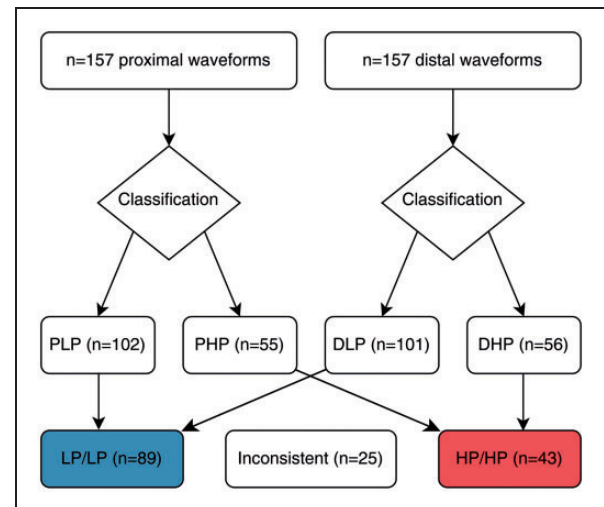 n=157 proximal waveforms
n=157 distal waveforms
Classification
Classification
PLP (n=102)
PHP (n=55)
DLP (n=101)
DHP (n=56)
LP/LP (n=89)
Inconsistent (n=25)
HP/HP (n=43)